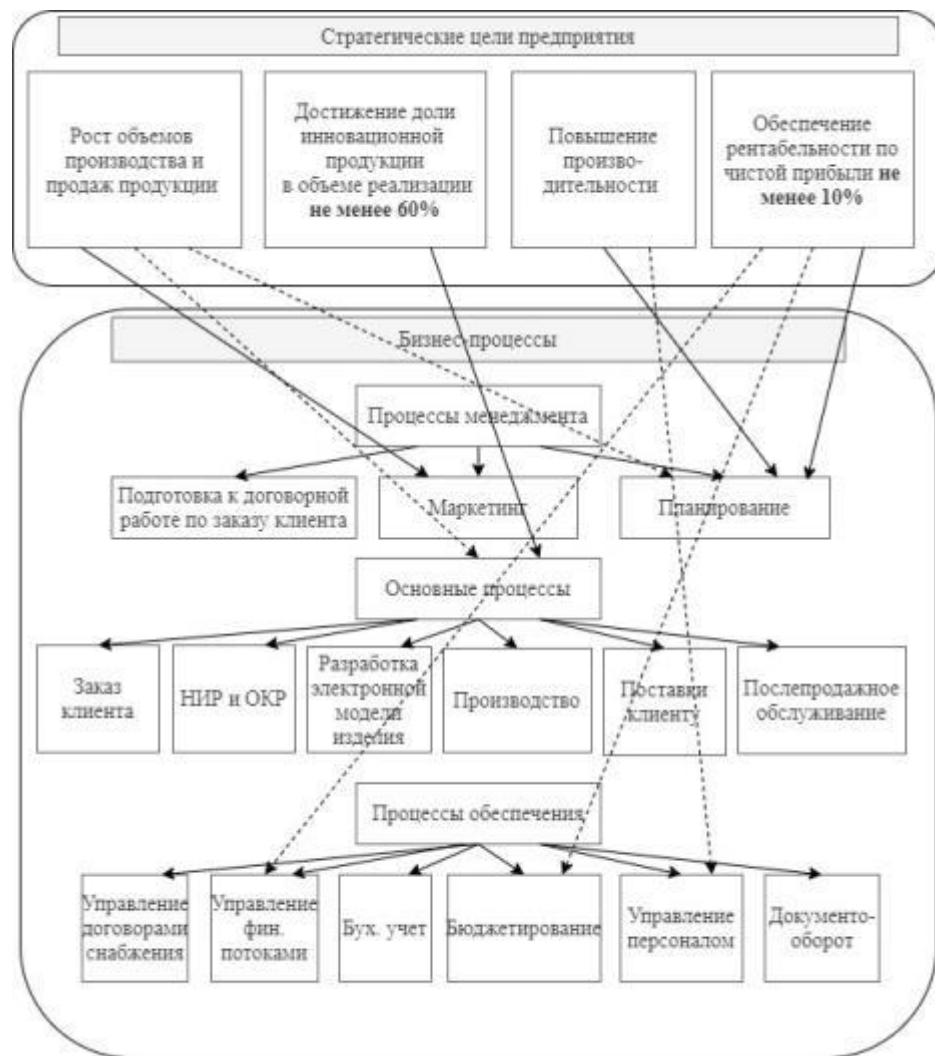 Стратегические цели предприятия
Рост объемов
производства и
продаж продукции
Достижение доли
инновационной
продукции
в объеме реализации
не менее 60%
Повышение
произво-
дительности
Обеспечение
рентабельности по
чистой прибыли не
менее 10%
Бизнес-процессы
Процессы менеджмента
Подготовка к договорной
работе по заказу клиента
Маркетинг
Планирование
Основные процессы
Заказ
клиента
НИР и ОКР
Разработка
электронной
модели
изделия
Производство
Поставки
клиенту
Послепродажное
обслуживание
Процессы обеспечения
Управление
договорами
снабжения
Управление
фин.
потоками
Бух. учет
Бюджетирование
Управление
персоналом
Документо-
оборот